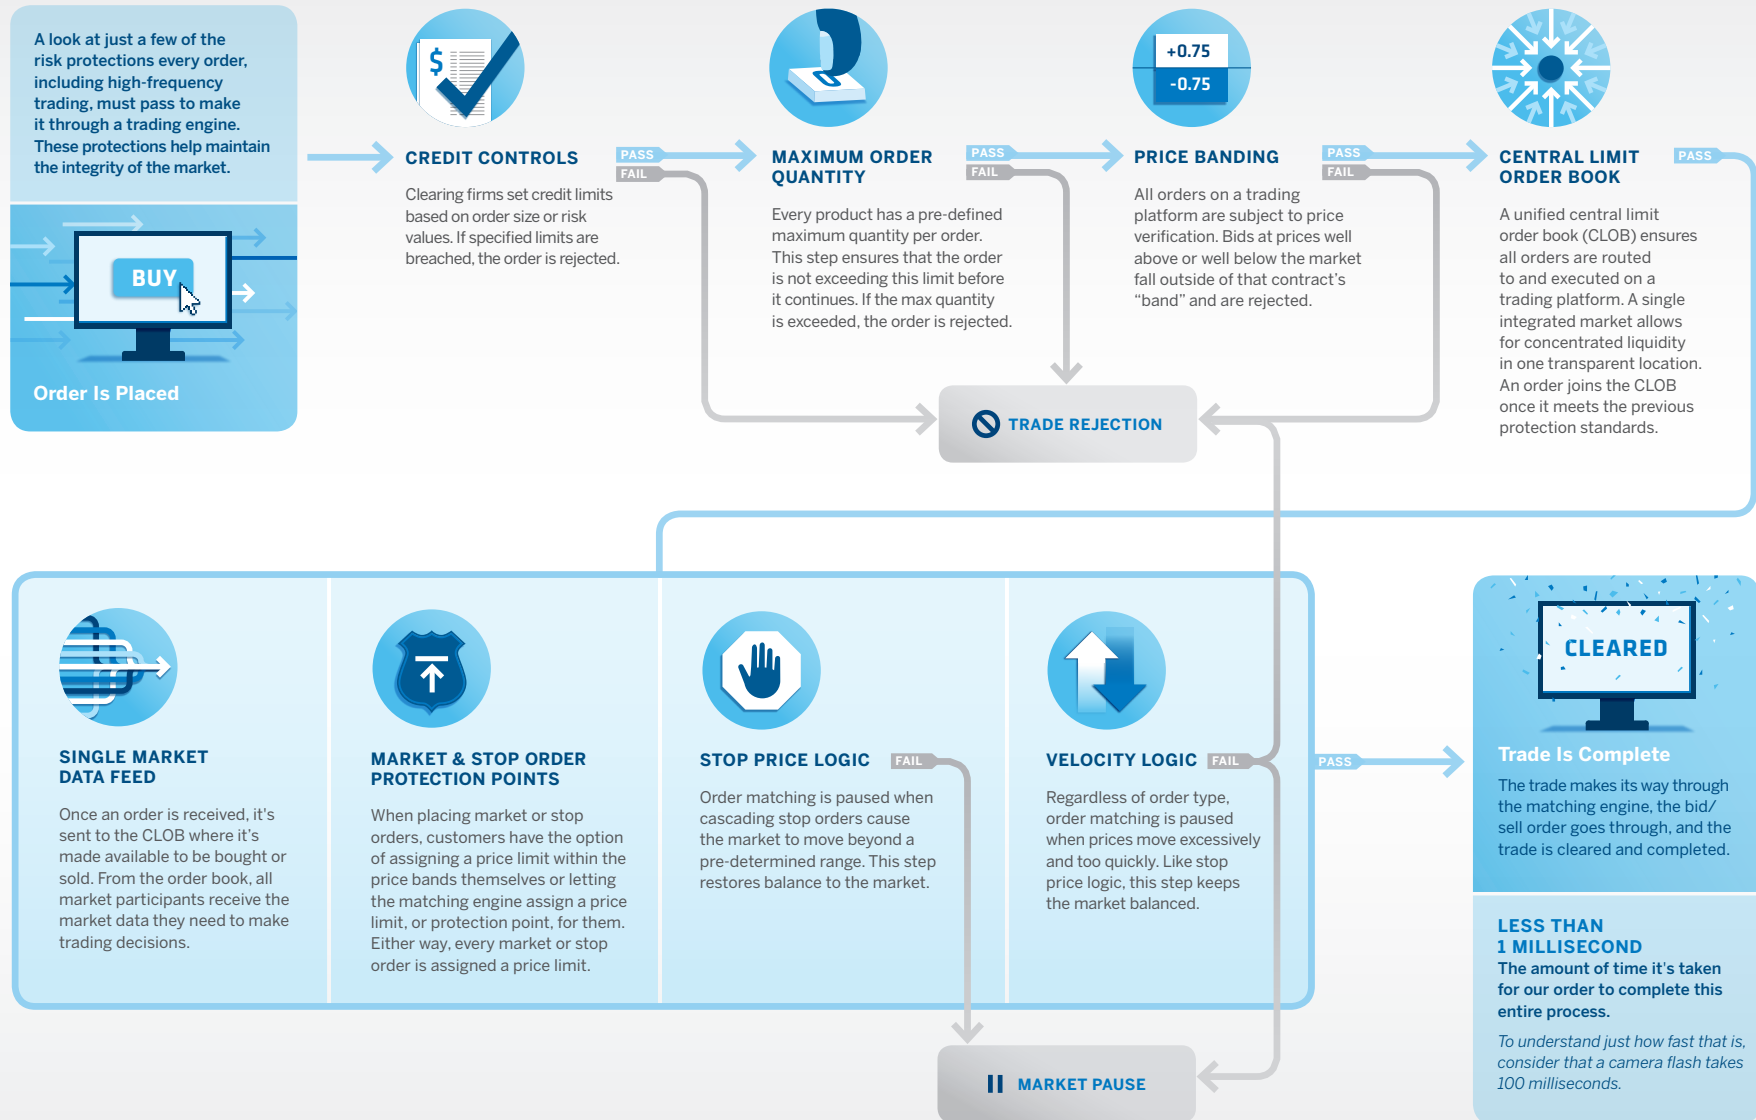 A look at just a few of the
risk protections every order,
including high-frequency
trading, must pass to make
it through a trading engine.
These protections help maintain
the integrity of the market.
BUY
Order Is Placed
$
CREDIT CONTROLS
Clearing firms set credit limits
based on order size or risk
values. If specified limits are
breached, the order is rejected.
PASS
FAIL
MAXIMUM ORDER
QUANTITY
Every product has a pre-defined
maximum quantity per order.
This step ensures that the order
is not exceeding this limit before
it continues. If the max quantity
is exceeded, the order is rejected.
PASS
FAIL
+0.75
-0.75
PRICE BANDING
All orders on a trading
platform are subject to price
verification. Bids at prices well
above or well below the market
fall outside of that contract’s
“band” and are rejected.
PASS
FAIL
CENTRAL LIMIT
ORDER BOOK
A unified central limit
order book (CLOB) ensures
all orders are routed
to and executed on a
trading platform. A single
integrated market allows
for concentrated liquidity
in one transparent location.
An order joins the CLOB
once it meets the previous
protection standards.
PASS
TRADE REJECTION
SINGLE MARKET
DATA FEED
Once an order is received, it's
sent to the CLOB where it’s
made available to be bought or
sold. From the order book, all
market participants receive the
market data they need to make
trading decisions.
MARKET & STOP ORDER
PROTECTION POINTS
When placing market or stop
orders, customers have the option
of assigning a price limit within the
price bands themselves or letting
the matching engine assign a price
limit, or protection point, for them.
Either way, every market or stop
order is assigned a price limit.
STOP PRICE LOGIC
FAIL
Order matching is paused when
cascading stop orders cause
the market to move beyond a
pre-determined range. This step
restores balance to the market.
VELOCITY LOGIC
FAIL
Regardless of order type,
order matching is paused
when prices move excessively
and too quickly. Like stop
price logic, this step keeps
the market balanced.
PASS
MARKET PAUSE
CLEARED
Trade Is Complete
The trade makes its way through
the matching engine, the bid/
sell order goes through, and the
trade is cleared and completed.
LESS THAN
1 MILLISECOND
The amount of time it's taken
for our order to complete this
entire process.
To understand just how fast that is,
consider that a camera flash takes
100 milliseconds.